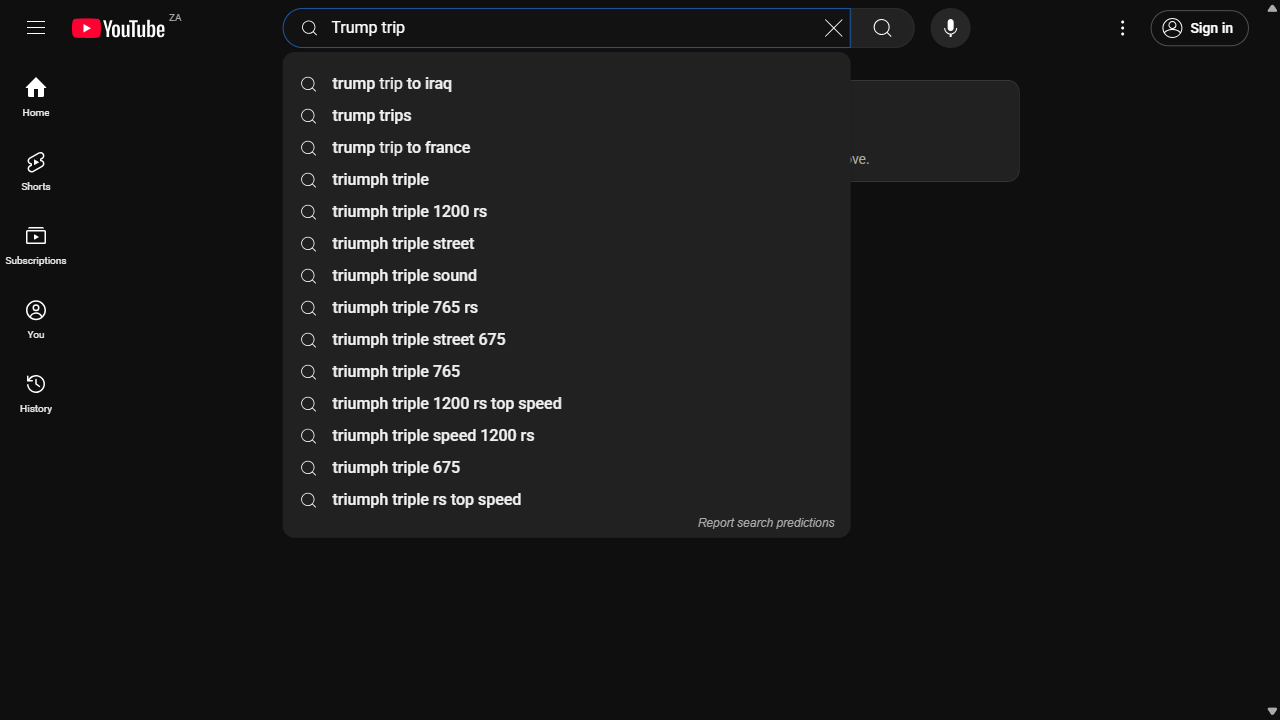 YouTube ZA
Trump trip
Sign in
trump trip to iraq
trump trips
trump trip to france
triumph triple
triumph triple 1200 rs
triumph triple street
triumph triple sound
triumph triple 765 rs
triumph triple street 675
triumph triple 765
triumph triple 1200 rs top speed
triumph triple speed 1200 rs
triumph triple 675
triumph triple rs top speed
Report search predictions
ve.
Home
Shorts
Subscriptions
You
History